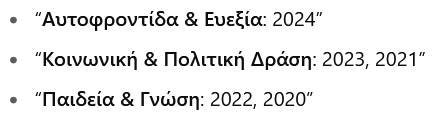 • “Αυτοφροντίδα & Ευεξία: 2024”
• “Κοινωνική & Πολιτική Δράση: 2023, 2021”
• “Παιδεία & Γνώση: 2022, 2020”